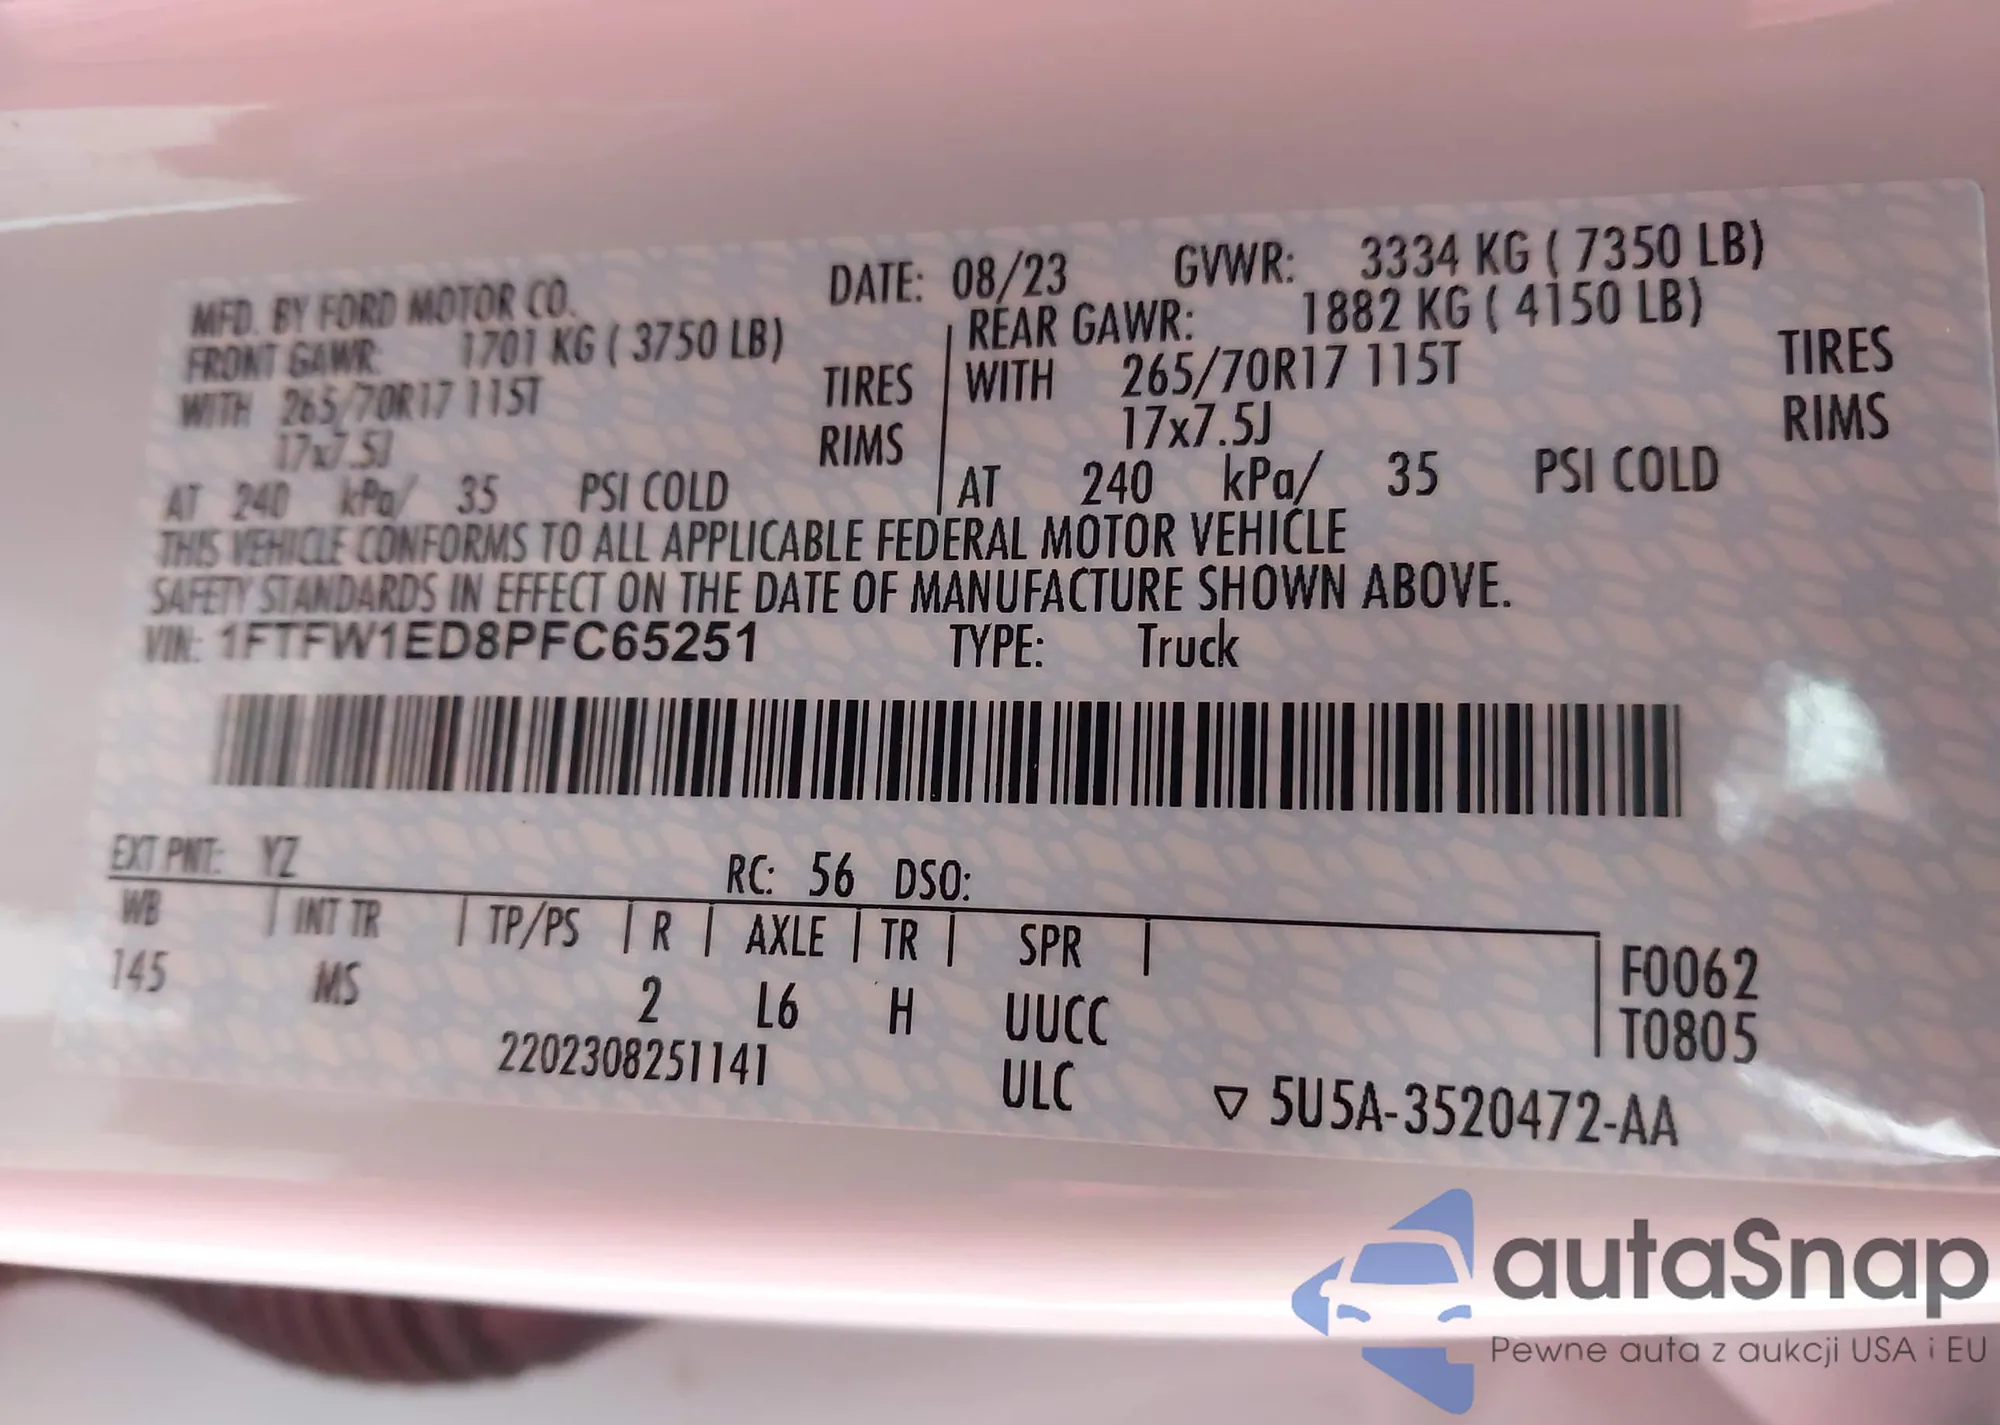 MFD. BY FORD MOTOR CO. DATE: 08/23 GVWR: 3334 KG ( 7350 LB)
FRONT GAWR: 1701 KG ( 3750 LB) REAR GAWR: 1882 KG ( 4150 LB)
WITH 265/70R17 115T TIRES WITH 265/70R17 115T TIRES
17x7.5J RIMS 17x7.5J RIMS
AT 240 kPa/ 35 PSI COLD AT 240 kPa/ 35 PSI COLD
THIS VEHICLE CONFORMS TO ALL APPLICABLE FEDERAL MOTOR VEHICLE
SAFETY STANDARDS IN EFFECT ON THE DATE OF MANUFACTURE SHOWN ABOVE.
VIN: 1FTFW1ED8PFC65251 TYPE: Truck
EXT PNT: YZ RC: 56 DSO:
WB INT TR TP/PS R AXLE TR SPR
145 MS 2 L6 H UUCC
F0062
T0805
2202308251141 ULC ▽ 5U5A-3520472-AA
autaSnap
Pewne auta z aukcji USA i EU